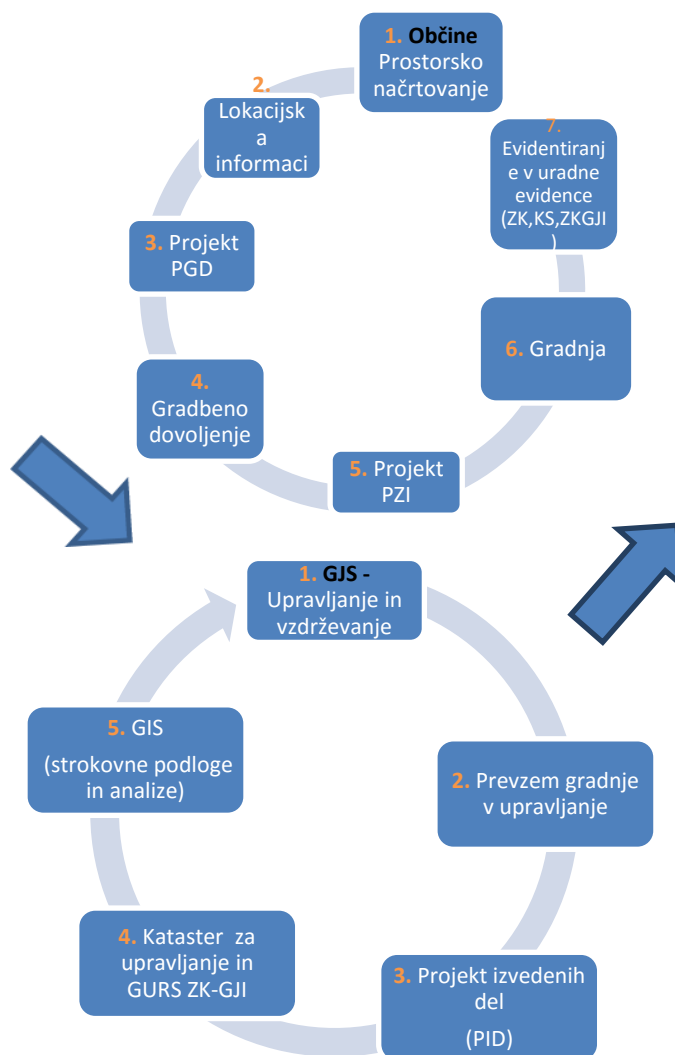 1. Občine
Prostorsko
načrtovanje
2.
Lokacijsk
a
informaci
3. Projekt
PGD
4.
Gradbeno
dovoljenje
5. Projekt
PZI
6. Gradnja
7.
Evidentiranj
e v uradne
evidence
(ZK,KS,ZKGJI
)
1. GJS -
Upravljanje in
vzdrževanje
2. Prevzem gradnje
v upravljanje
3. Projekt izvedenih
del
(PID)
4. Kataster za
upravljanje in
GURS ZK-GJI
5. GIS
(strokovne podloge
in analize)